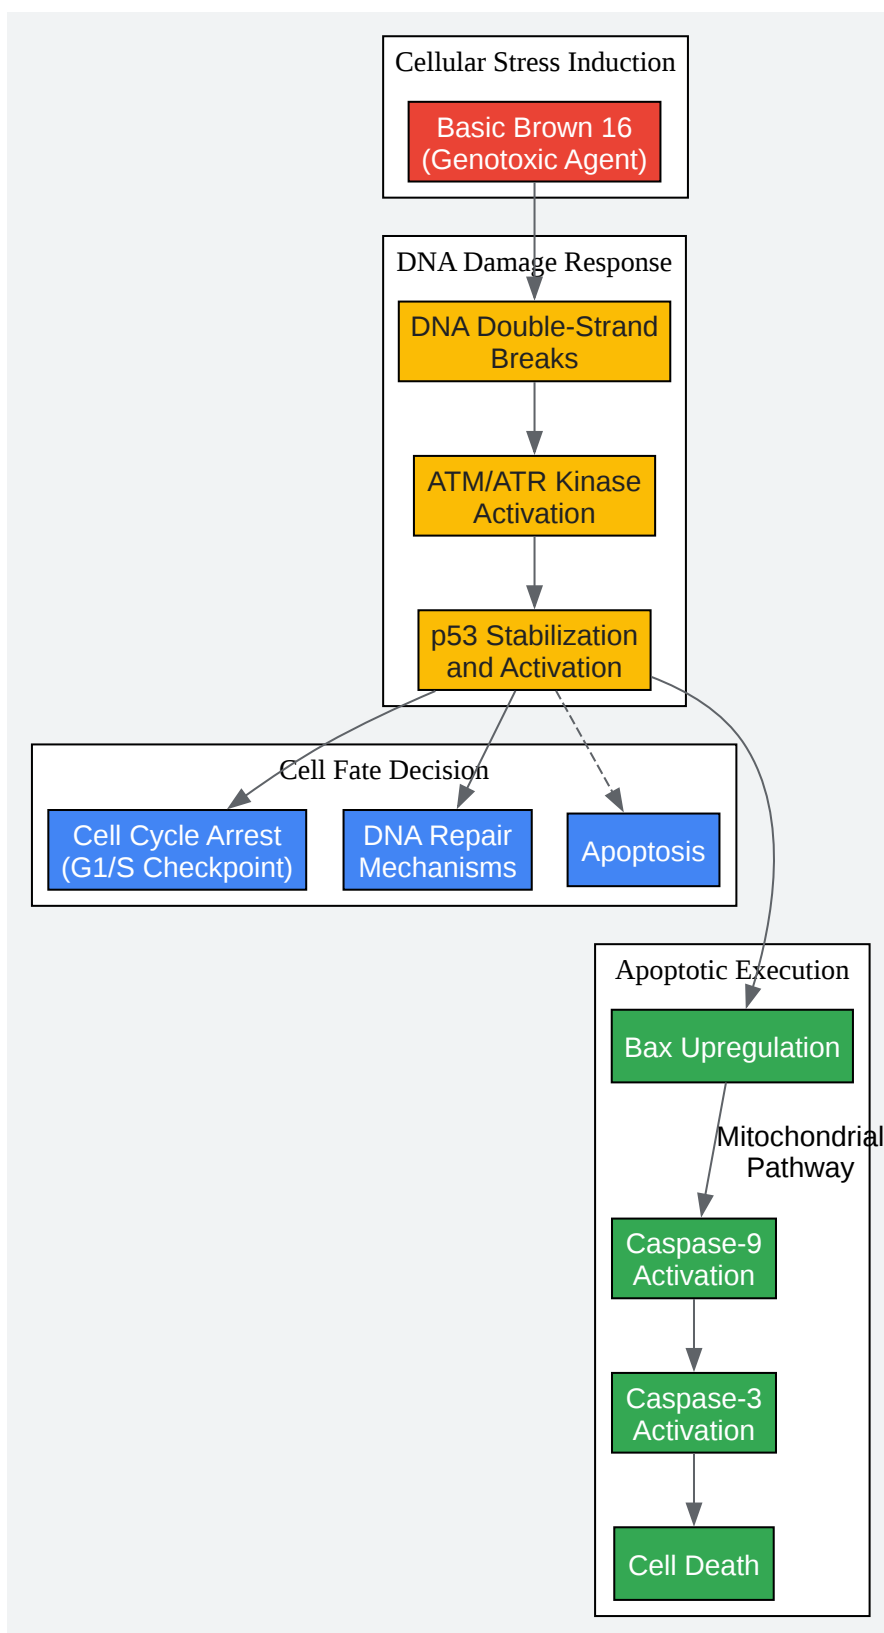 Cellular Stress Induction
Basic Brown 16
(Genotoxic Agent)
DNA Damage Response
DNA Double-Strand
Breaks
ATM/ATR Kinase
Activation
p53 Stabilization
and Activation
Cell Fate Decision
Cell Cycle Arrest
(G1/S Checkpoint)
DNA Repair
Mechanisms
Apoptosis
Apoptotic Execution
Bax Upregulation
Mitochondrial
Pathway
Caspase-9
Activation
Caspase-3
Activation
Cell Death